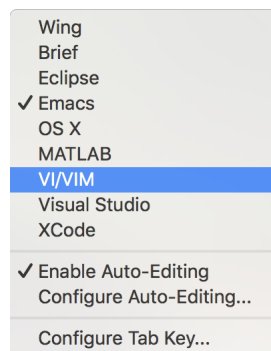 Wing
Brief
Eclipse
✓ Emacs
OS X
MATLAB
VI/VIM
Visual Studio
XCode
✓ Enable Auto-Editing
Configure Auto-Editing...
Configure Tab Key...